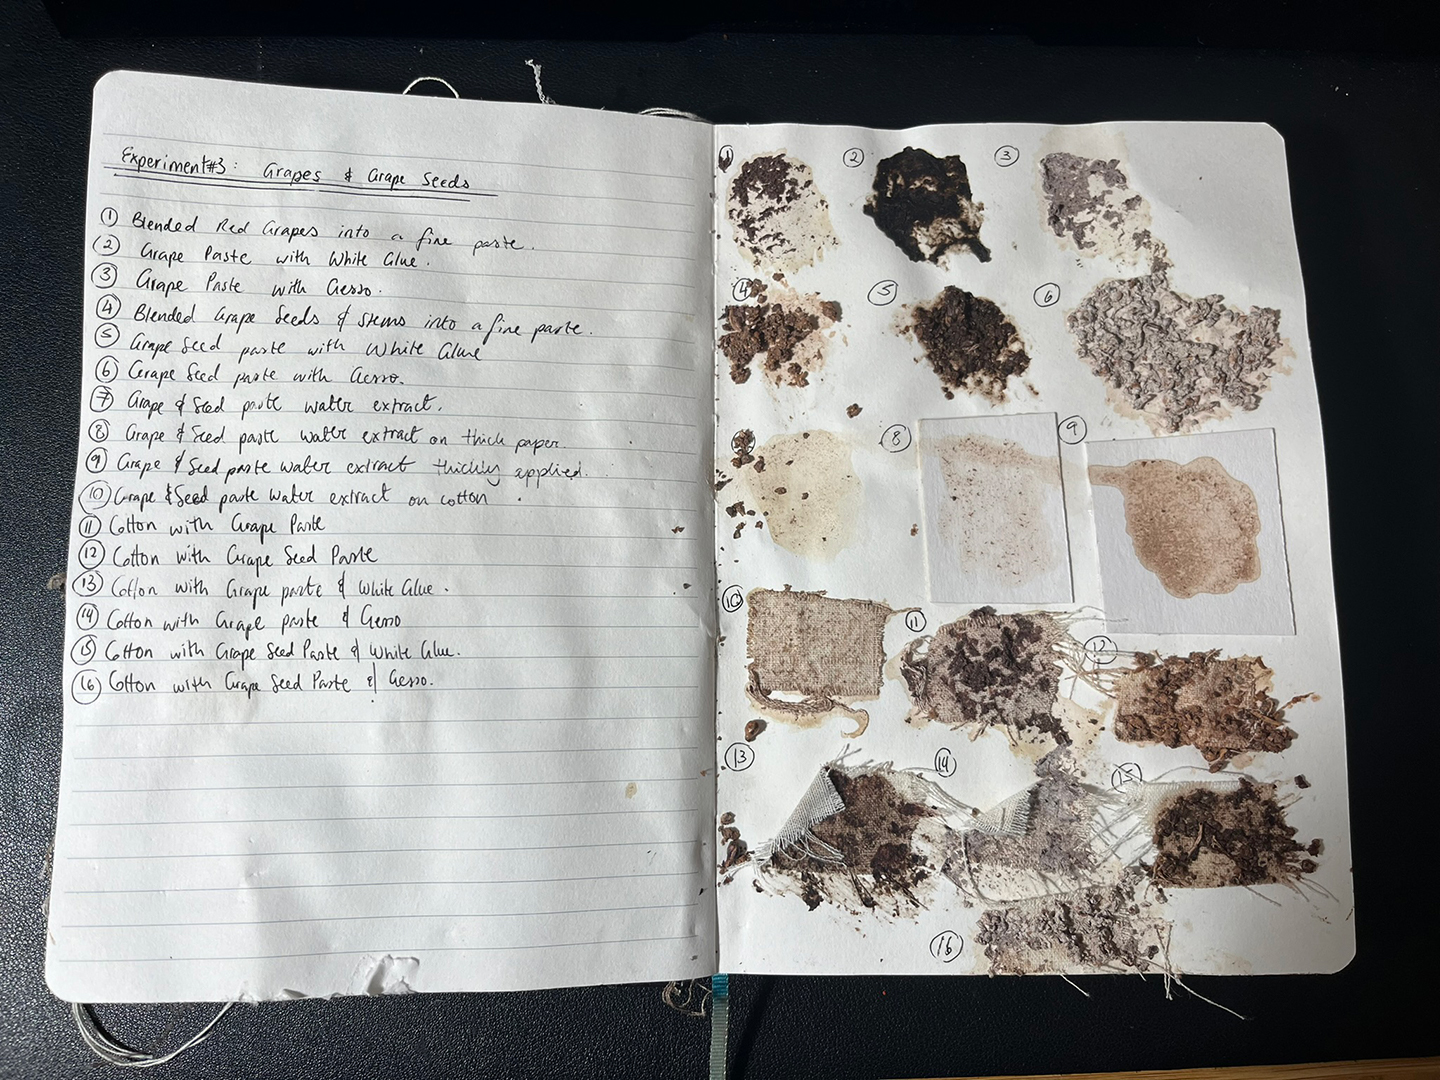 Experiment #3: Grapes & Grape Seeds
① Blended Red Grapes into a fine paste.
② Grape Paste with White Glue.
③ Grape Paste with Gesso.
④ Blended Grape Seeds & stems into a fine paste.
⑤ Grape Seed paste with White Glue
⑥ Grape Seed paste with Gesso.
⑦ Grape & Seed paste water extract.
⑧ Grape & Seed paste water extract on thick paper.
⑨ Grape & Seed paste water extract thickly applied.
⑩ Grape & Seed paste water extract on cotton.
⑪ Cotton with Grape Paste
⑫ Cotton with Grape Seed Paste
⑬ Cotton with Grape paste & White Glue.
⑭ Cotton with Grape paste & Gesso
⑮ Cotton with Grape Seed Paste & White Glue.
⑯ Cotton with Grape Seed Paste & Gesso.
① ② ③
④ ⑤ ⑥
⑧ ⑨
⑩ ⑪ ⑫
⑬ ⑭ ⑮
⑯